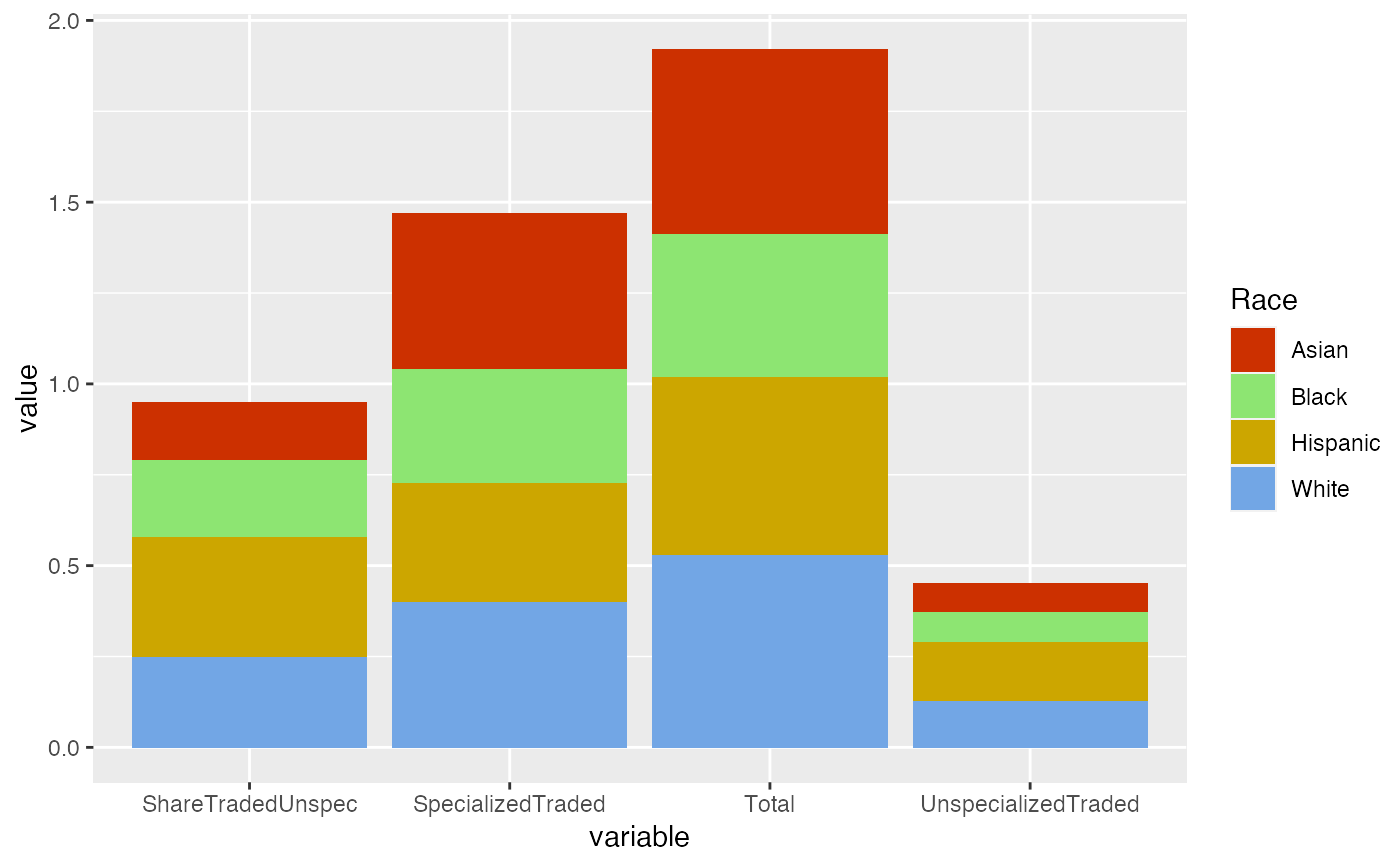 2.0
1.5
1.0
0.5
0.0
value
ShareTradedUnspec
SpecializedTraded
Total
UnspecializedTraded
variable
Race
Asian
Black
Hispanic
White